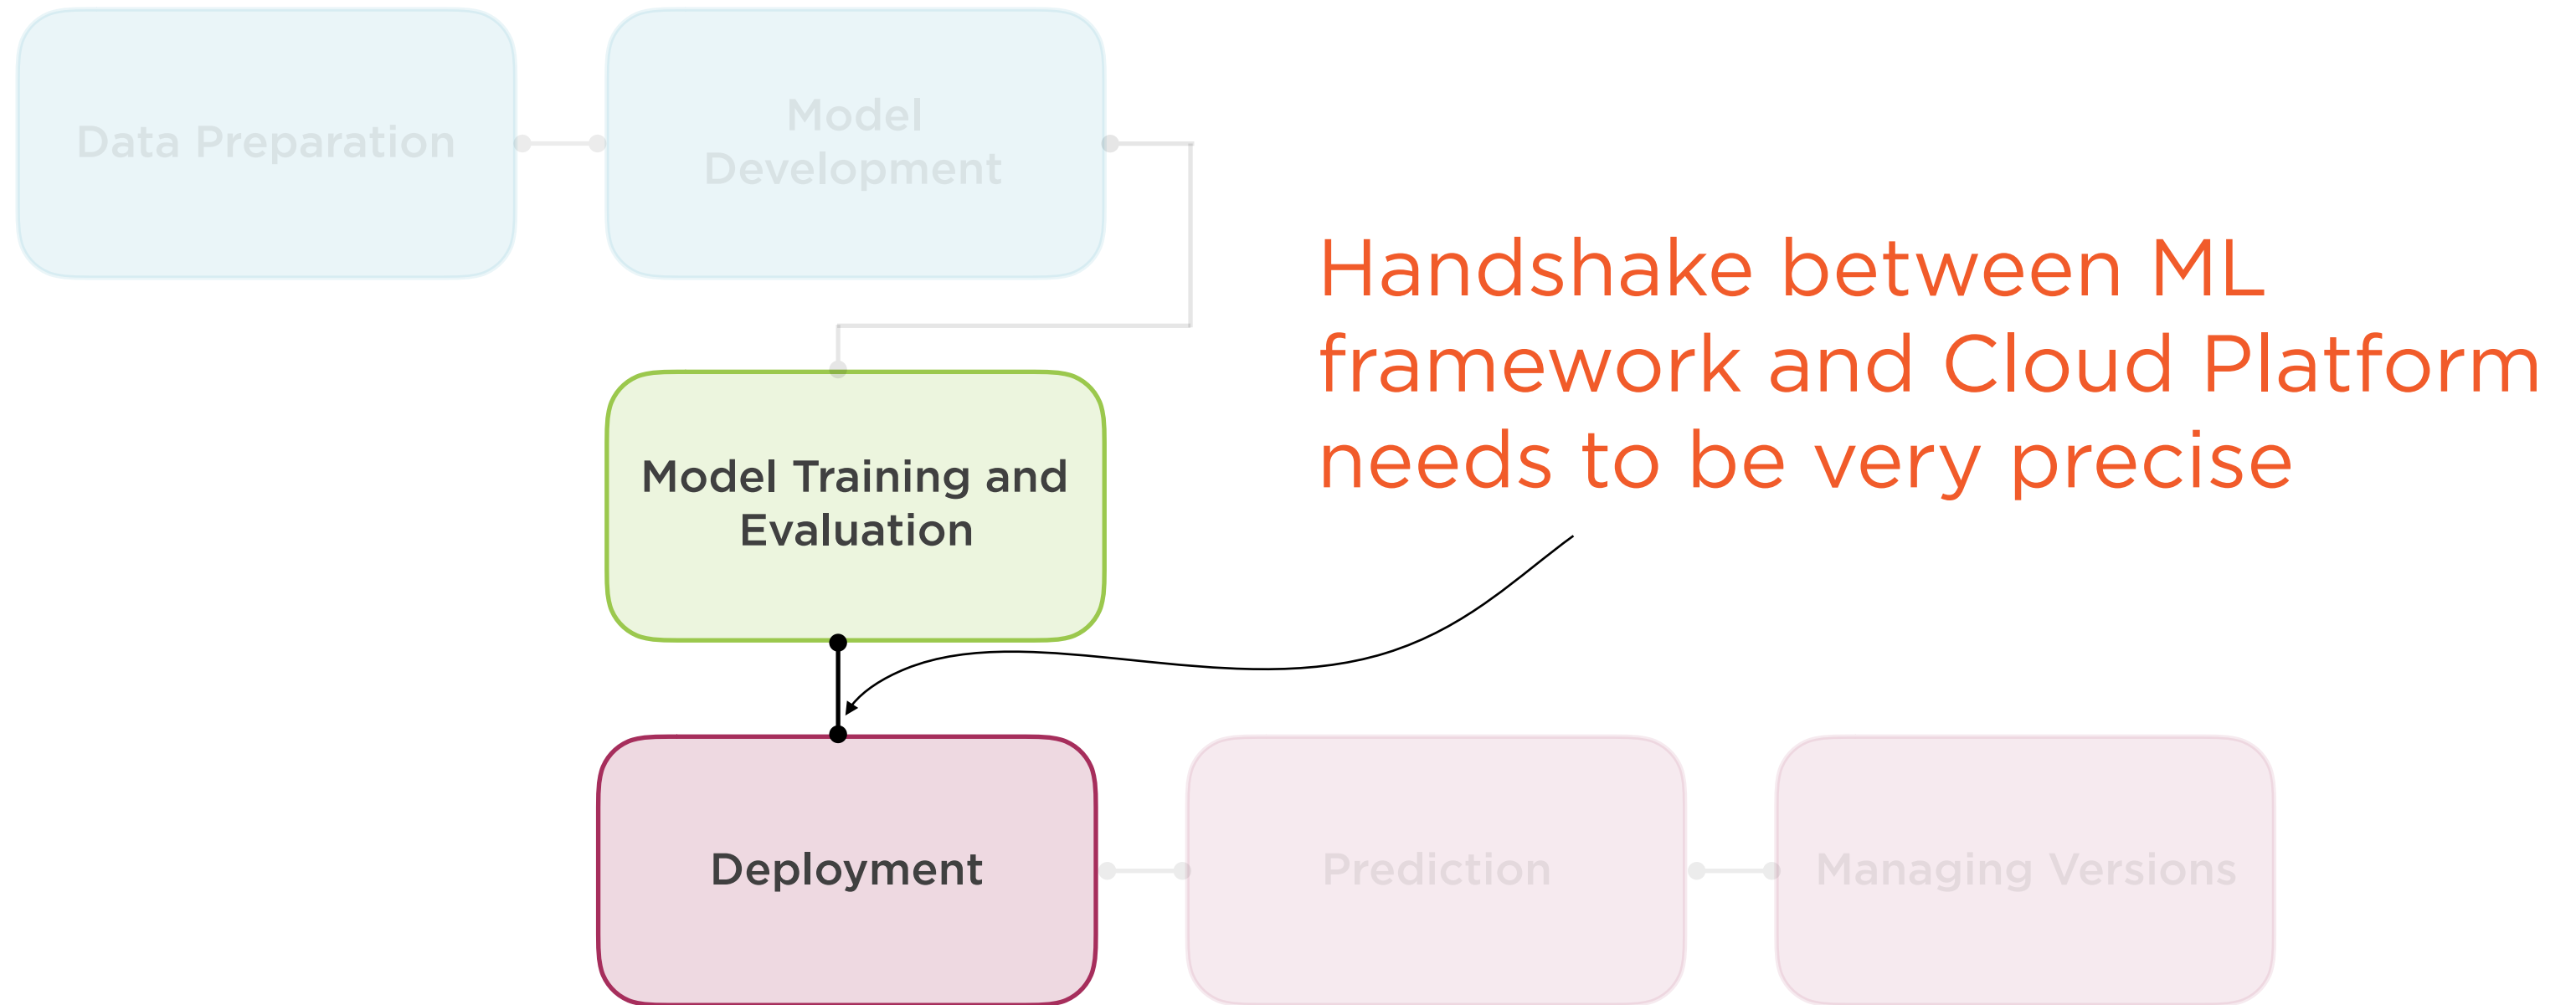 Data Preparation
Model
Development
Handshake between ML
framework and Cloud Platform
needs to be very precise
Model Training and
Evaluation
Deployment
Prediction
Managing Versions